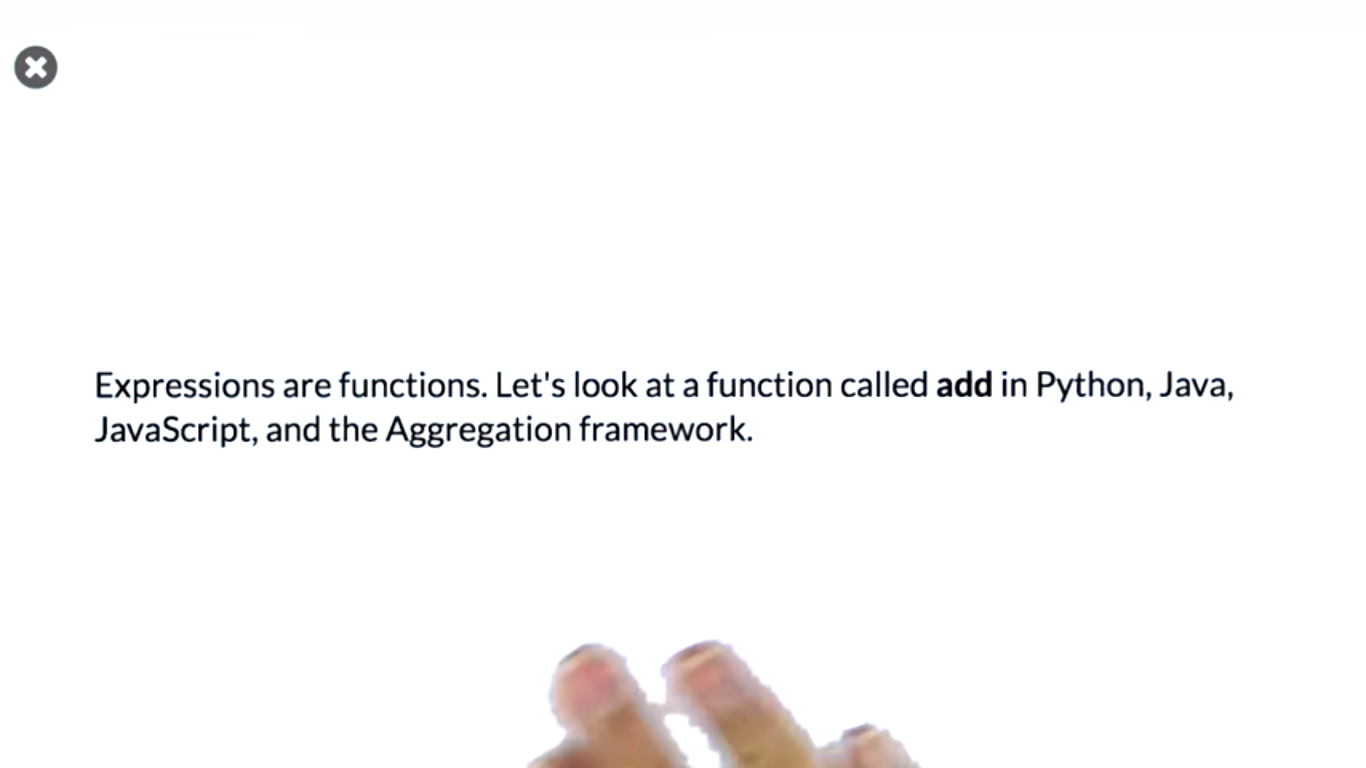 Expressions are functions. Let's look at a function called add in Python, Java,
JavaScript, and the Aggregation framework.